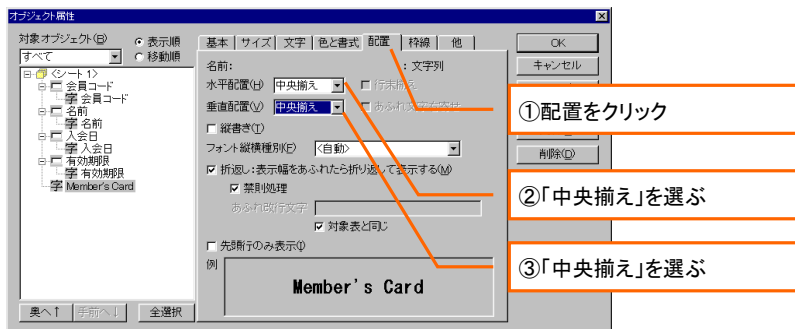 オブジェクト属性
対象オブジェクト(B)
表示順
移動順
すべて
<シート1>
会員コード
字 会員コード
名前
字 名前
入会日
字 入会日
有効期限
字 有効期限
字 Member's Card
奥へ↑
手前へ↓
全選択
基本
サイズ
文字
色と書式
配置
枠線
他
名前:
:文字列
水平配置(H) 中央揃え
行末揃え
垂直配置(V) 中央揃え
縦書き(T)
フォント縦横種別(E) <自動>
折返し:表示幅をあふれたら折り返して表示する(M)
禁則処理
あふれ改行文字
対象表と同じ
先頭行のみ表示(I)
例
Member's Card
OK
キャンセル
削除(D)
①配置をクリック
②「中央揃え」を選ぶ
③「中央揃え」を選ぶ